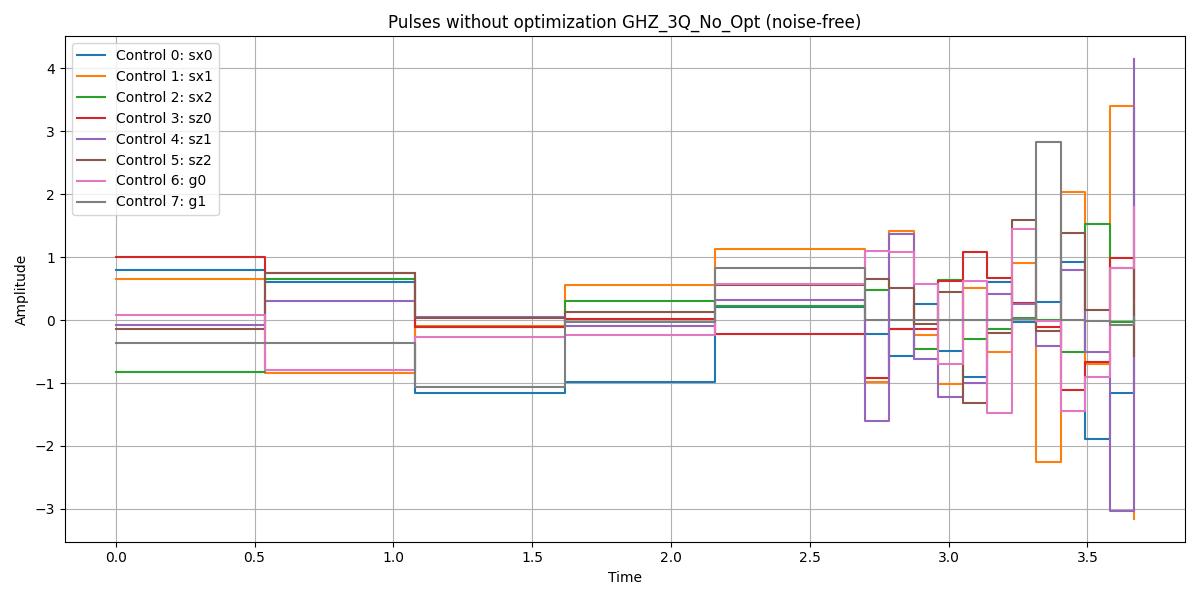 Pulses without optimization GHZ_3Q_No_Opt (noise-free)
Control 0: sx0
Control 1: sx1
Control 2: sx2
Control 3: sz0
Control 4: sz1
Control 5: sz2
Control 6: g0
Control 7: g1
Amplitude
4
3
2
1
0
−1
−2
−3
0.0 0.5 1.0 1.5 2.0 2.5 3.0 3.5
Time